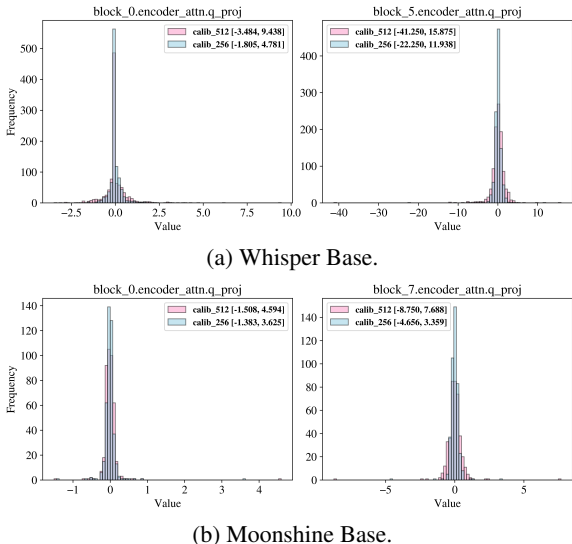 block_0.encoder_attn.q_proj
calib_512 [-3.484, 9.438]
calib_256 [-1.805, 4.781]
500
400
300
200
100
0
Frequency
−2.5 0.0 2.5 5.0 7.5 10.0
Value
block_5.encoder_attn.q_proj
calib_512 [-41.250, 15.875]
calib_256 [-22.250, 11.938]
400
300
200
100
0
−40 −30 −20 −10 0 10
Value
(a) Whisper Base.
block_0.encoder_attn.q_proj
calib_512 [-1.508, 4.594]
calib_256 [-1.383, 3.625]
140
120
100
80
60
40
20
0
Frequency
−1 0 1 2 3 4
Value
block_7.encoder_attn.q_proj
calib_512 [-8.750, 7.688]
calib_256 [-4.656, 3.359]
140
120
100
80
60
40
20
0
−5 0 5
Value
(b) Moonshine Base.